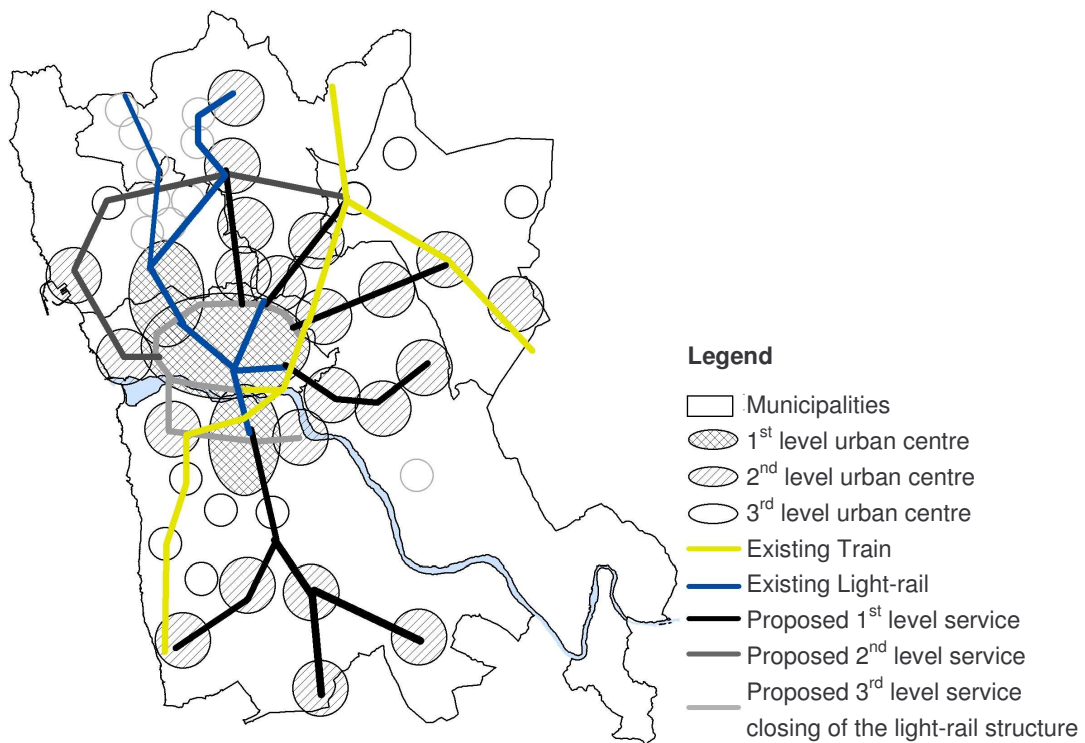 Legend
Municipalities
1st level urban centre
2nd level urban centre
3rd level urban centre
Existing Train
Existing Light-rail
Proposed 1st level service
Proposed 2nd level service
Proposed 3rd level service
closing of the light-rail structure